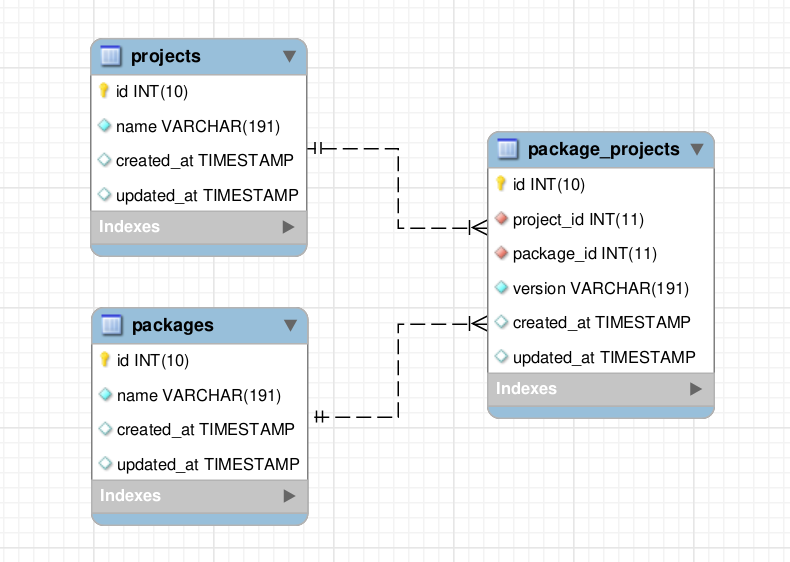 projects
id INT(10)
name VARCHAR(191)
created_at TIMESTAMP
updated_at TIMESTAMP
Indexes
package_projects
id INT(10)
project_id INT(11)
package_id INT(11)
version VARCHAR(191)
created_at TIMESTAMP
updated_at TIMESTAMP
Indexes
packages
id INT(10)
name VARCHAR(191)
created_at TIMESTAMP
updated_at TIMESTAMP
Indexes